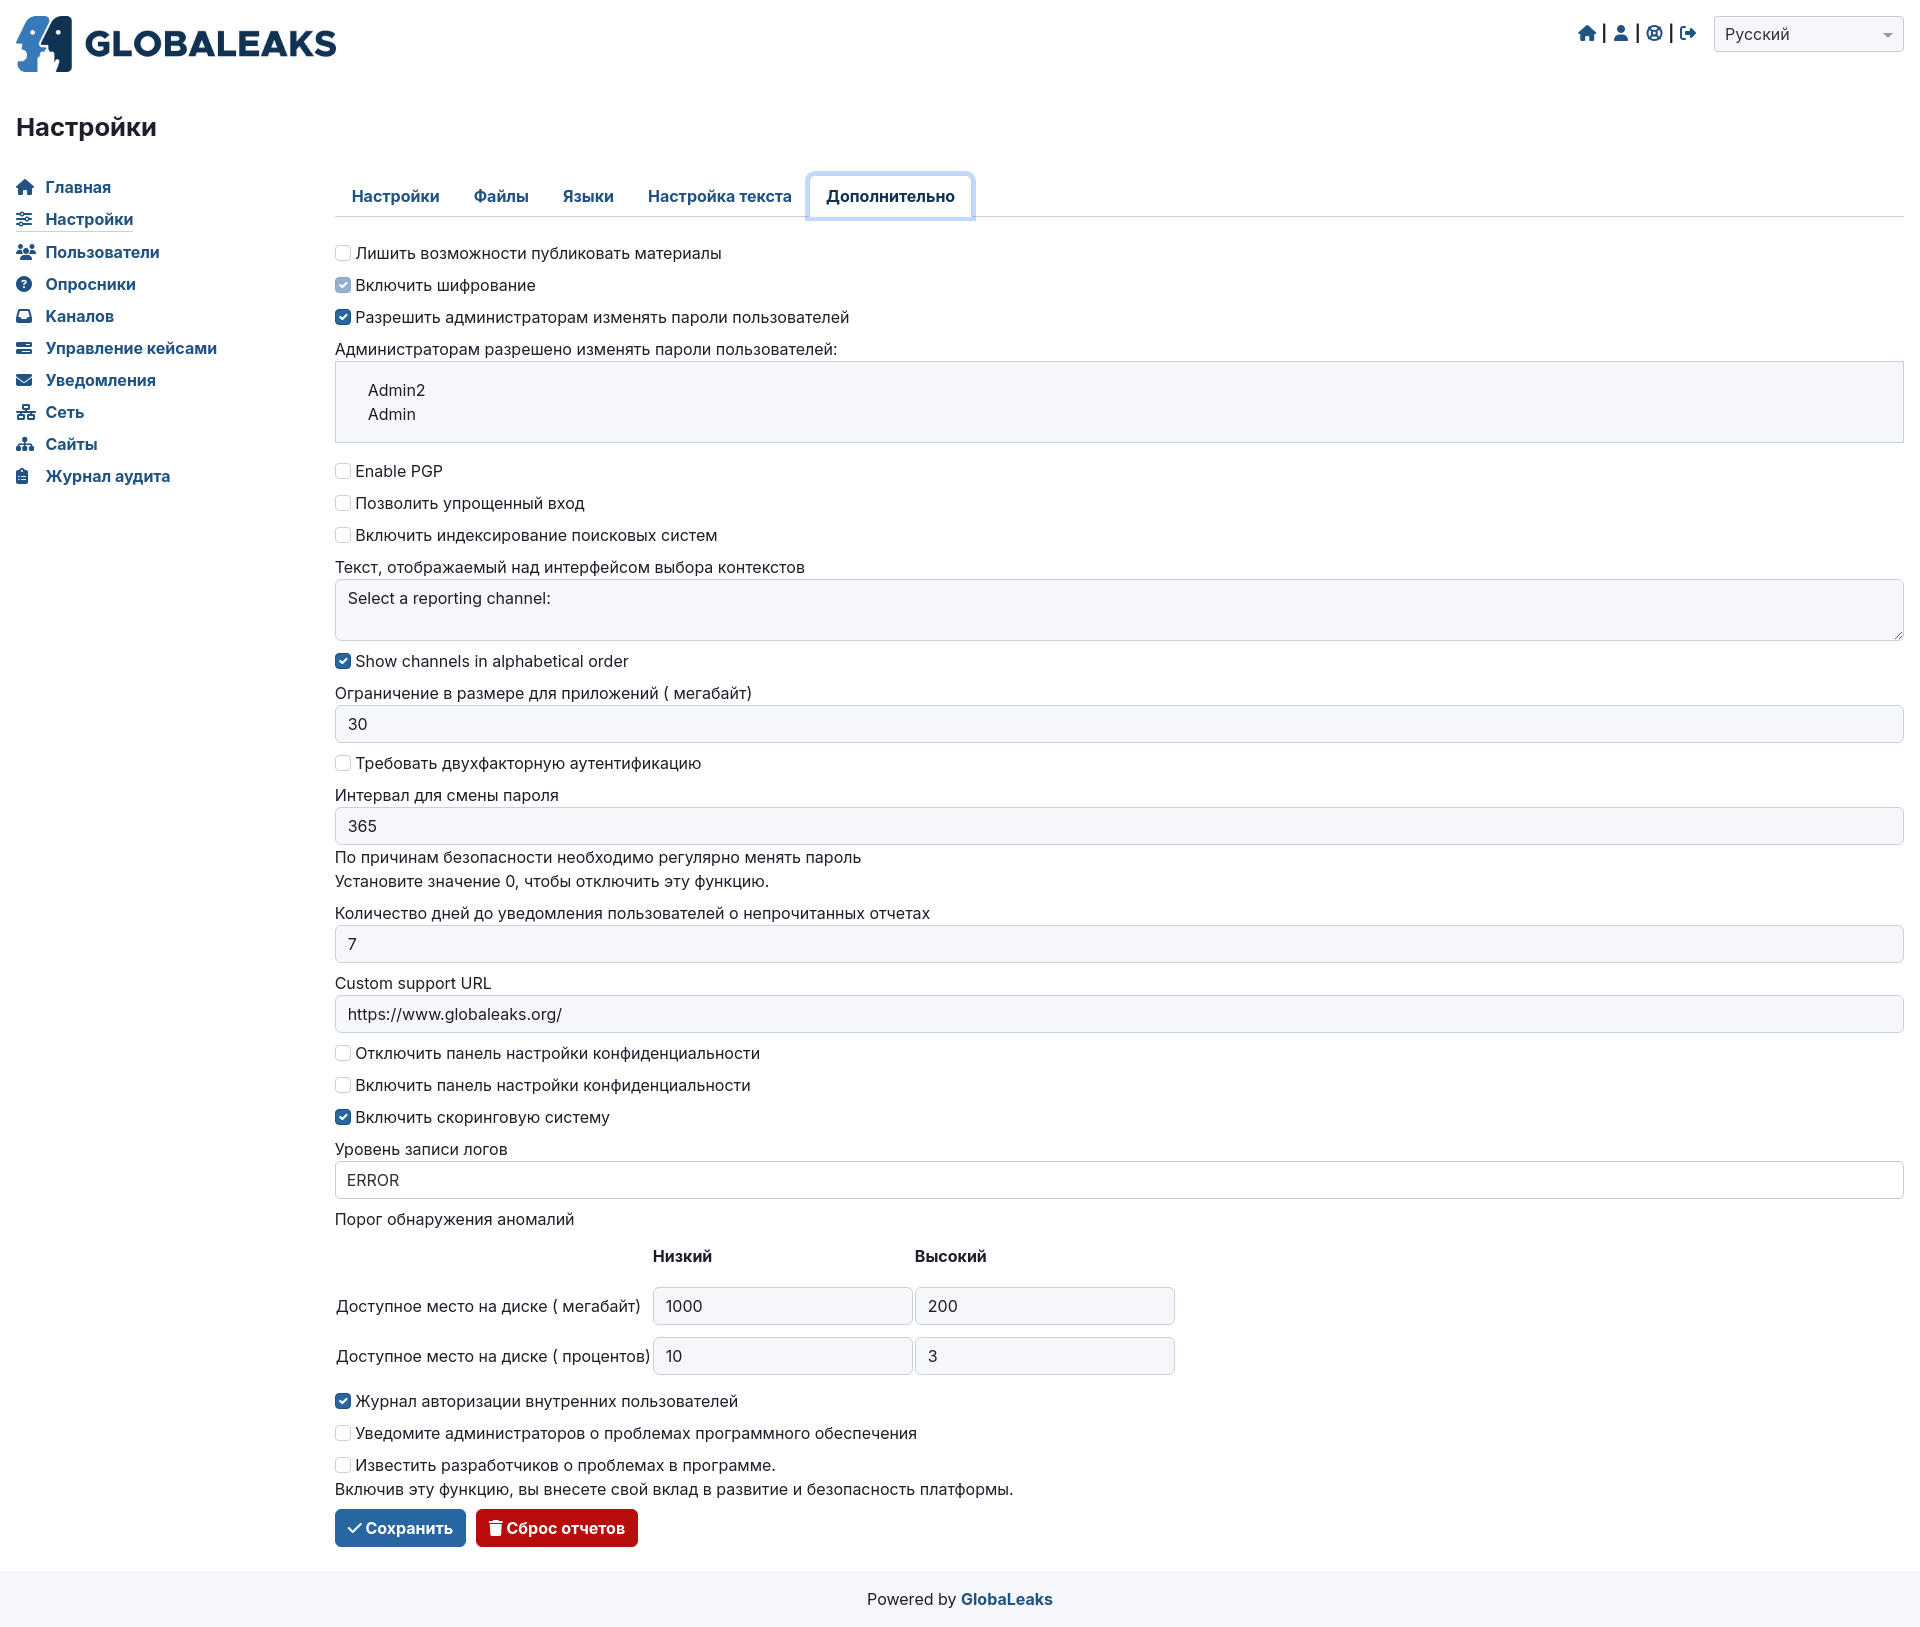 GLOBALEAKS
Русский
Настройки
Главная
Настройки
Пользователи
Опросники
Каналов
Управление кейсами
Уведомления
Сеть
Сайты
Журнал аудита
Настройки Файлы Языки Настройка текста Дополнительно
Лишить возможности публиковать материалы
Включить шифрование
Разрешить администраторам изменять пароли пользователей
Администраторам разрешено изменять пароли пользователей:
Admin2
Admin
Enable PGP
Позволить упрощенный вход
Включить индексирование поисковых систем
Текст, отображаемый над интерфейсом выбора контекстов
Select a reporting channel:
Show channels in alphabetical order
Ограничение в размере для приложений ( мегабайт)
30
Требовать двухфакторную аутентификацию
Интервал для смены пароля
365
По причинам безопасности необходимо регулярно менять пароль
Установите значение 0, чтобы отключить эту функцию.
Количество дней до уведомления пользователей о непрочитанных отчетах
7
Custom support URL
https://www.globaleaks.org/
Отключить панель настройки конфиденциальности
Включить панель настройки конфиденциальности
Включить скоринговую систему
Уровень записи логов
ERROR
Порог обнаружения аномалий
Низкий Высокий
Доступное место на диске ( мегабайт) 1000 200
Доступное место на диске ( процентов) 10 3
Журнал авторизации внутренних пользователей
Уведомите администраторов о проблемах программного обеспечения
Известить разработчиков о проблемах в программе.
Включив эту функцию, вы внесете свой вклад в развитие и безопасность платформы.
Сохранить Сброс отчетов
Powered by GlobaLeaks